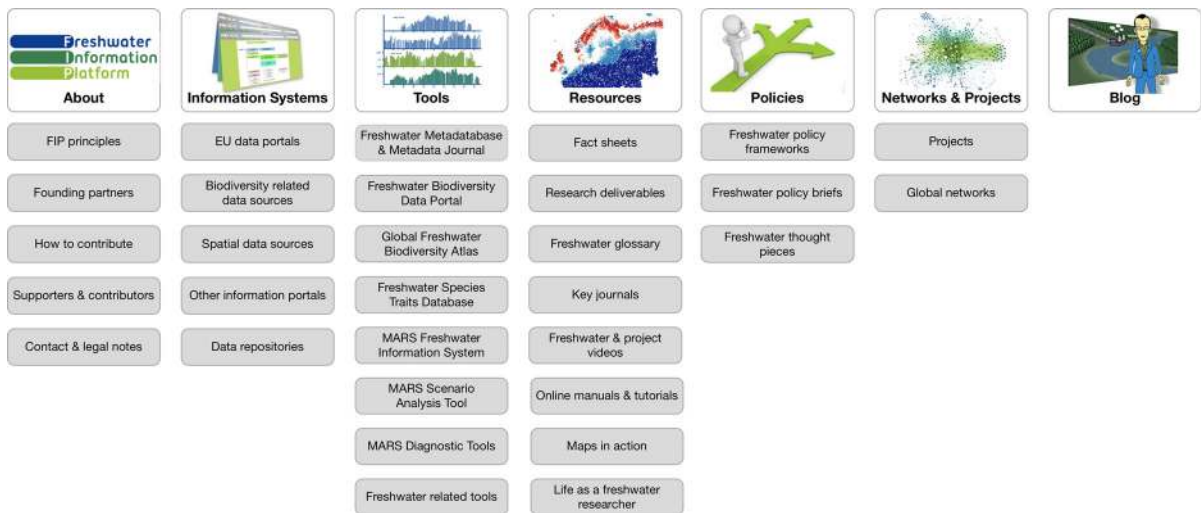 Freshwater
Information
Platform
About
Information Systems
Tools
Resources
Policies
Networks & Projects
Blog
FIP principles
Founding partners
How to contribute
Supporters & contributors
Contact & legal notes
EU data portals
Biodiversity related
data sources
Spatial data sources
Other information portals
Data repositories
Freshwater Metadatabase
& Metadata Journal
Freshwater Biodiversity
Data Portal
Global Freshwater
Biodiversity Atlas
Freshwater Species
Traits Database
MARS Freshwater
Information System
MARS Scenario
Analysis Tool
MARS Diagnostic Tools
Freshwater related tools
Fact sheets
Research deliverables
Freshwater glossary
Key journals
Freshwater & project
videos
Online manuals & tutorials
Maps in action
Life as a freshwater
researcher
Freshwater policy
frameworks
Freshwater policy briefs
Freshwater thought
pieces
Projects
Global networks